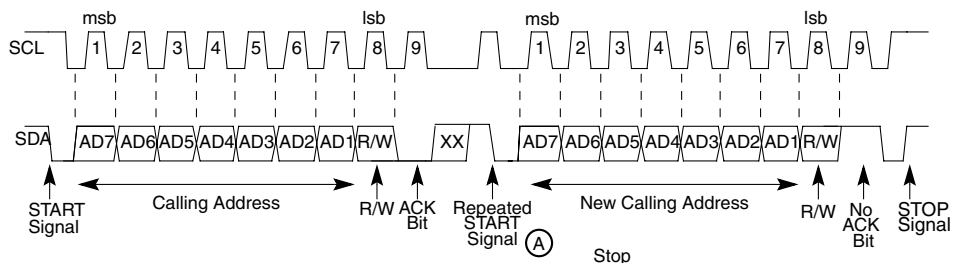 msb lsb msb lsb
SCL 1 2 3 4 5 6 7 8 9 1 2 3 4 5 6 7 8 9
SDA AD7 AD6 AD5 AD4 AD3 AD2 AD1 R/W XX AD7 AD6 AD5 AD4 AD3 AD2 AD1 R/W
START
Signal
Calling Address
R/W
ACK
Bit
Repeated
START
Signal
A
New Calling Address
R/W
No
ACK
Bit
STOP
Signal
Stop